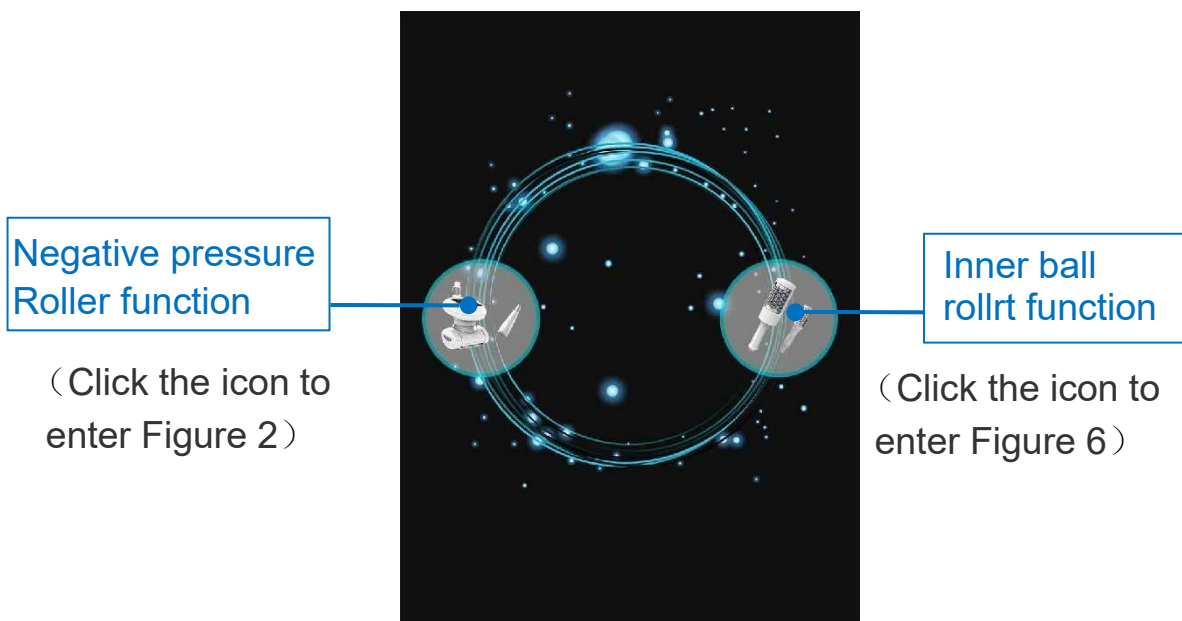 Negative pressure
Roller function
（Click the icon to
enter Figure 2）
Inner ball
rollrt function
（Click the icon to
enter Figure 6）